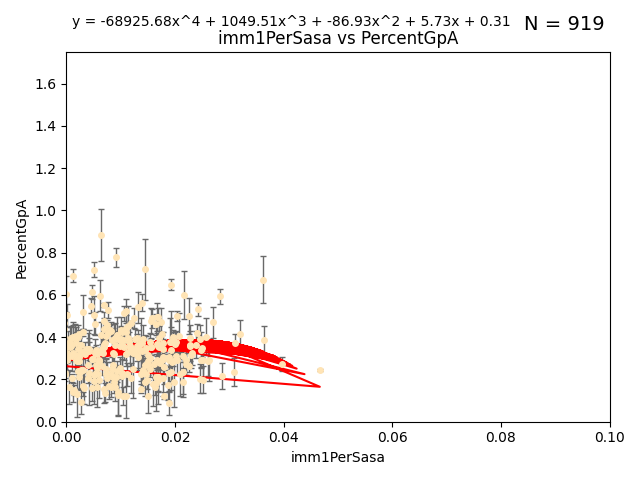 y = -68925.68x^4 + 1049.51x^3 + -86.93x^2 + 5.73x + 0.31
N = 919
imm1PerSasa vs PercentGpA
1.6
1.4
1.2
1.0
0.8
0.6
0.4
0.2
0.0
PercentGpA
0.00 0.02 0.04 0.06 0.08 0.10
imm1PerSasa